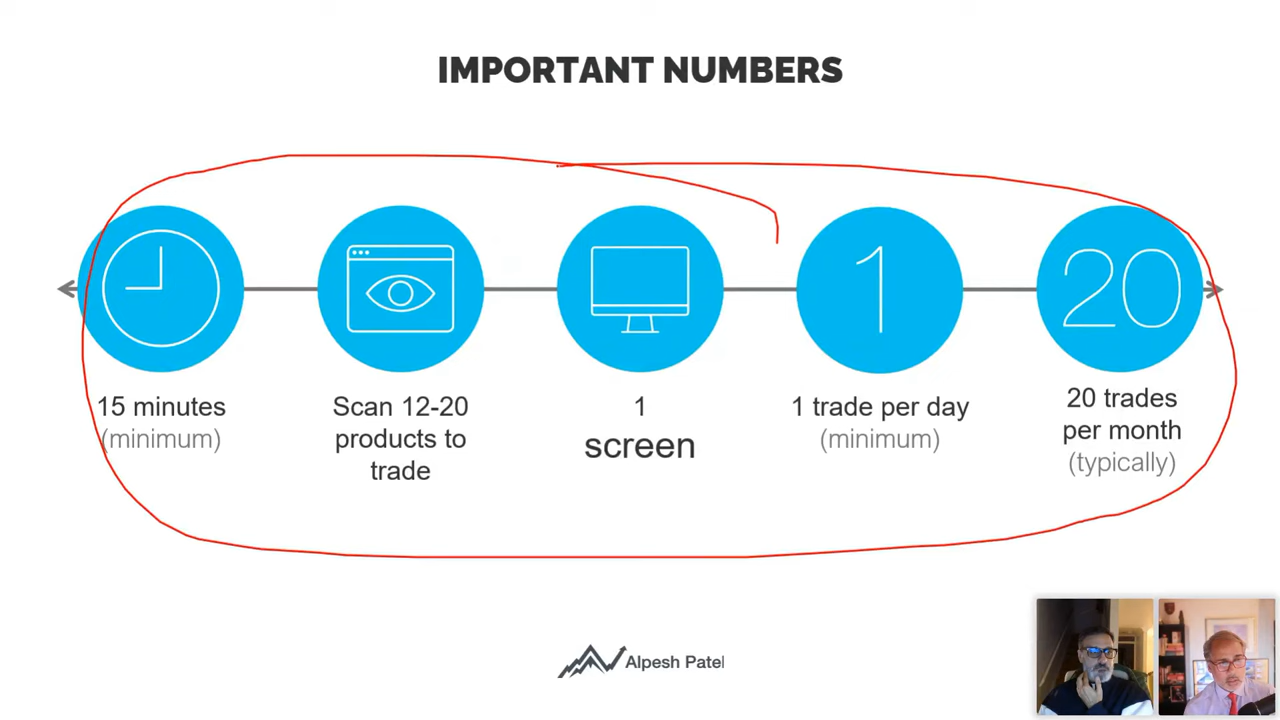 IMPORTANT NUMBERS
20
1
15 minutes
(minimum)
Scan 12-20
products to
trade
1
screen
1 trade per day
(minimum)
20 trades
per month
(typically)
Alpesh Patel